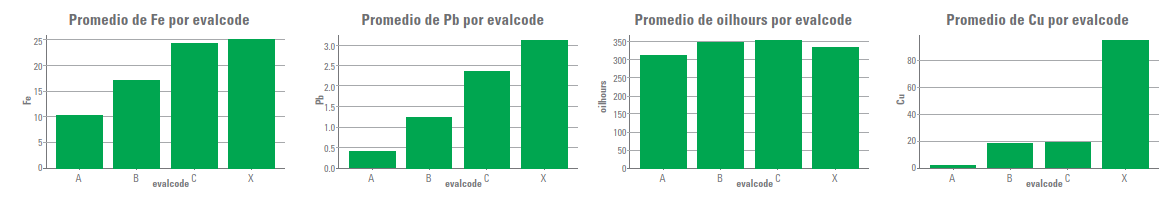 Promedio de Fe por evalcode
Fe
25
20
15
10
5
0
A B C X
evalcode
Promedio de Pb por evalcode
Pb
3.0
2.5
2.0
1.5
1.0
0.5
0.0
A B C X
evalcode
Promedio de oilhours por evalcode
oilhours
350
300
250
200
150
100
50
0
A B C X
evalcode
Promedio de Cu por evalcode
Cu
80
60
40
20
0
A B C X
evalcode